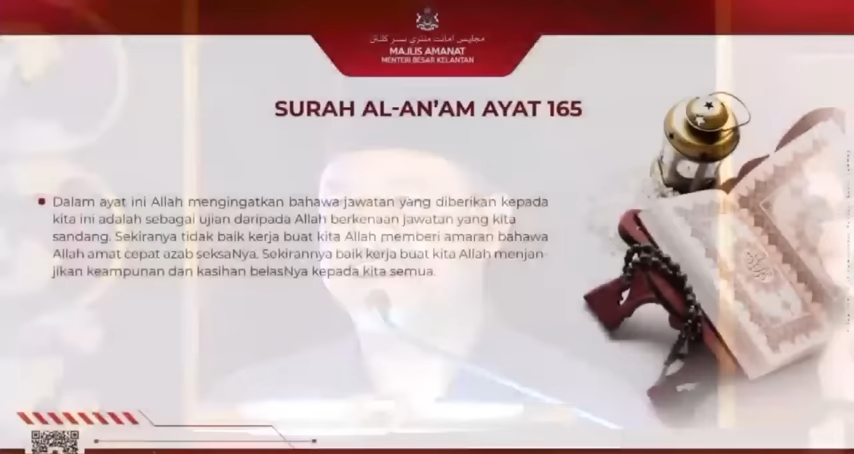 مجليس امانت منتري بسر كلنتن
MAJLIS AMANAT
MENTERI BESAR KELANTAN
SURAH AL-AN'AM AYAT 165
Dalam ayat ini Allah mengingatkan bahawa jawatan yang diberikan kepada
kita ini adalah sebagai ujian daripada Allah berkenaan jawatan yang kita
sandang. Sekiranya tidak baik kerja buat kita Allah memberi amaran bahawa
Allah amat cepat azab seksaNya. Sekirannya baik kerja buat kita Allah menjan-
jikan keampunan dan kasihan belasNya kepada kita semua.